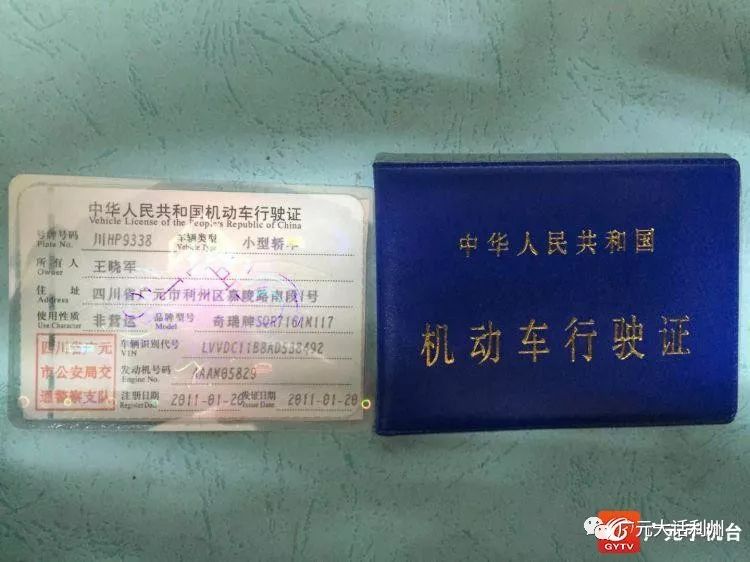 中华人民共和国机动车行驶证
Vehicle License of the People's Republic of China
号牌号码 川HP9338 车辆类型 小型轿车
Plate No. Vehicle Type
所有人 王晓军
Owner
住址 四川省广元市利州区嘉陵路南段1号
Address
使用性质 非营运 品牌型号 奇瑞牌SQR7161M117
Use Character Model
四川省广元
市公安局交
通警察支队
车辆识别代号
VIN
发动机号码
Engine No.
注册日期 2011-01-20 发证日期 2011-01-20
Register Date Issue Date
中华人民共和国
机动车行驶证
广元大话利州
广元手机台
GYTV